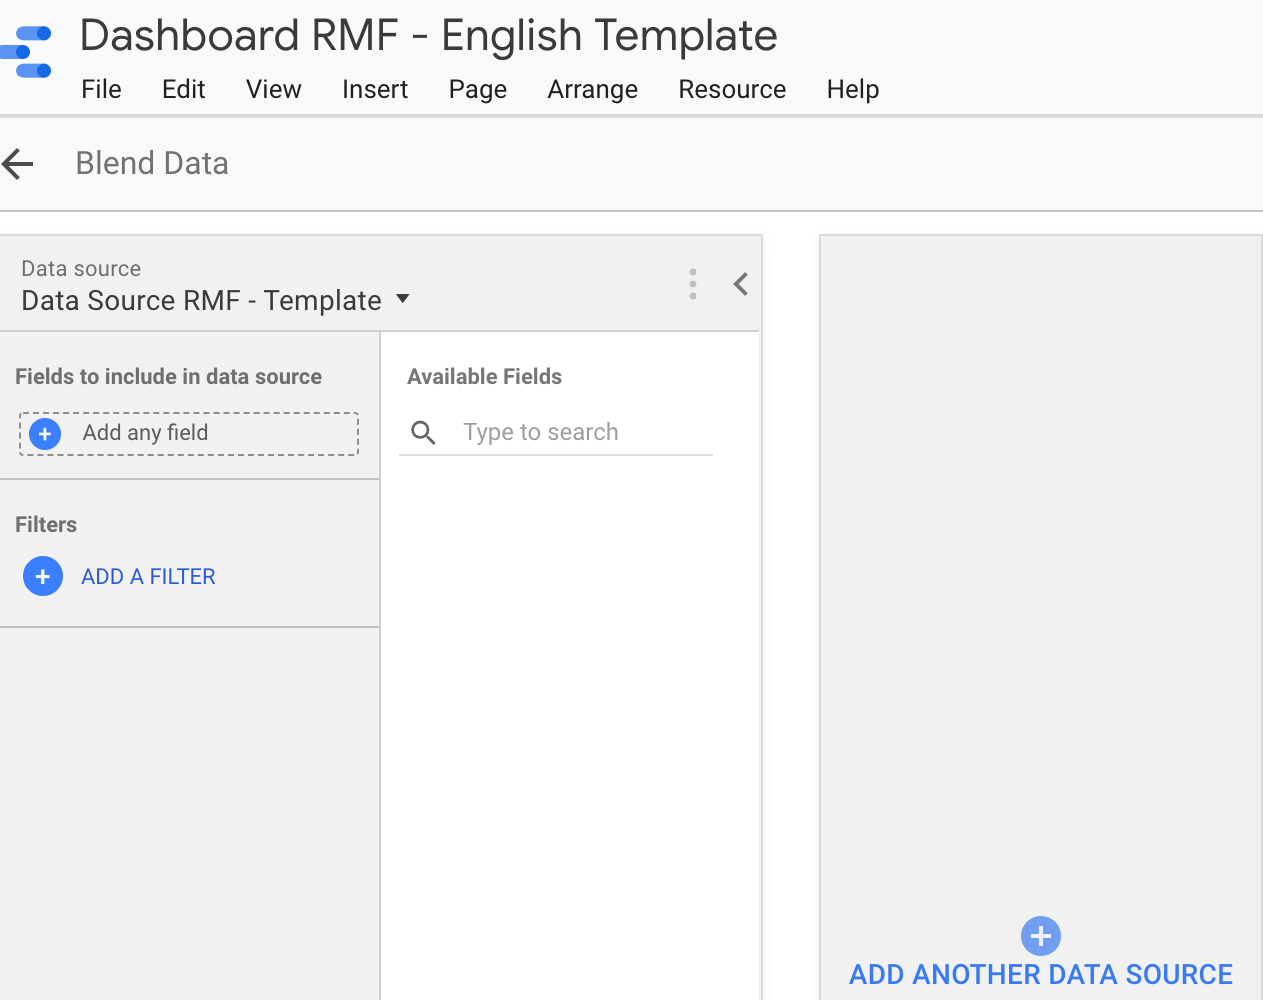 Dashboard RMF - English Template
File Edit View Insert Page Arrange Resource Help
Blend Data
Data source
Data Source RMF - Template
Fields to include in data source
Add any field
Filters
ADD A FILTER
Available Fields
Type to search
ADD ANOTHER DATA SOURCE